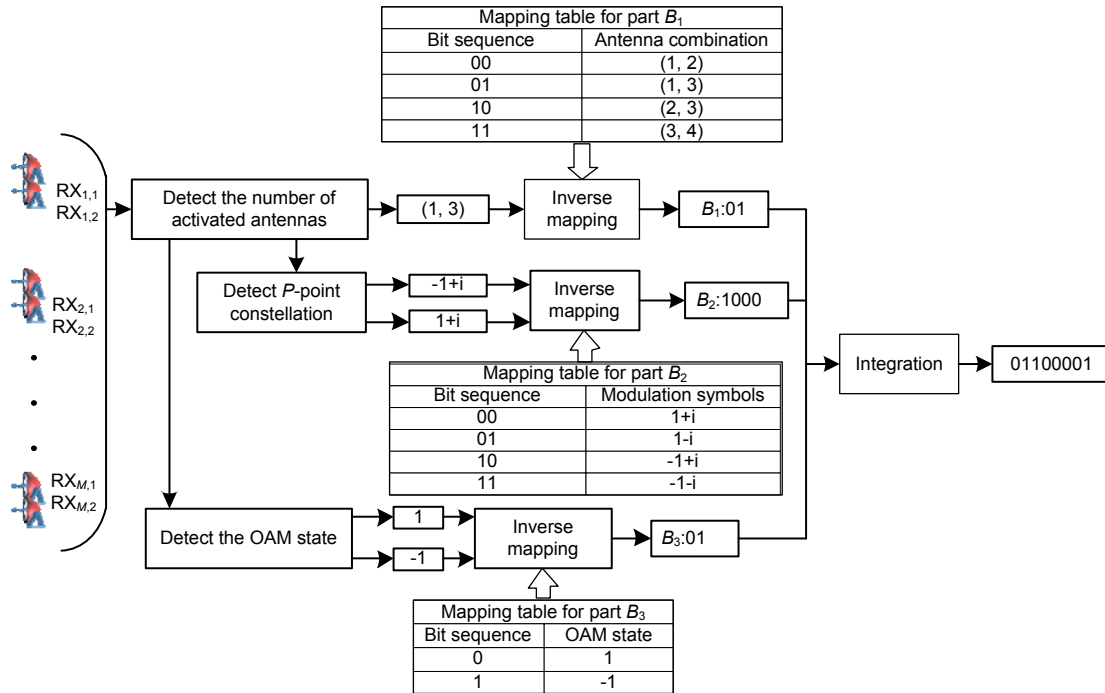 Mapping table for part B1
Bit sequence Antenna combination
00 (1, 2)
01 (1, 3)
10 (2, 3)
11 (3, 4)
RX1,1
RX1,2
Detect the number of
activated antennas
(1, 3)
Inverse
mapping
B1:01
RX2,1
RX2,2
Detect P-point
constellation
-1+i
1+i
Inverse
mapping
B2:1000
Integration
01100001
Mapping table for part B2
Bit sequence Modulation symbols
00 1+i
01 1-i
10 -1+i
11 -1-i
RXM,1
RXM,2
Detect the OAM state
1
-1
Inverse
mapping
B3:01
Mapping table for part B3
Bit sequence OAM state
0 1
1 -1